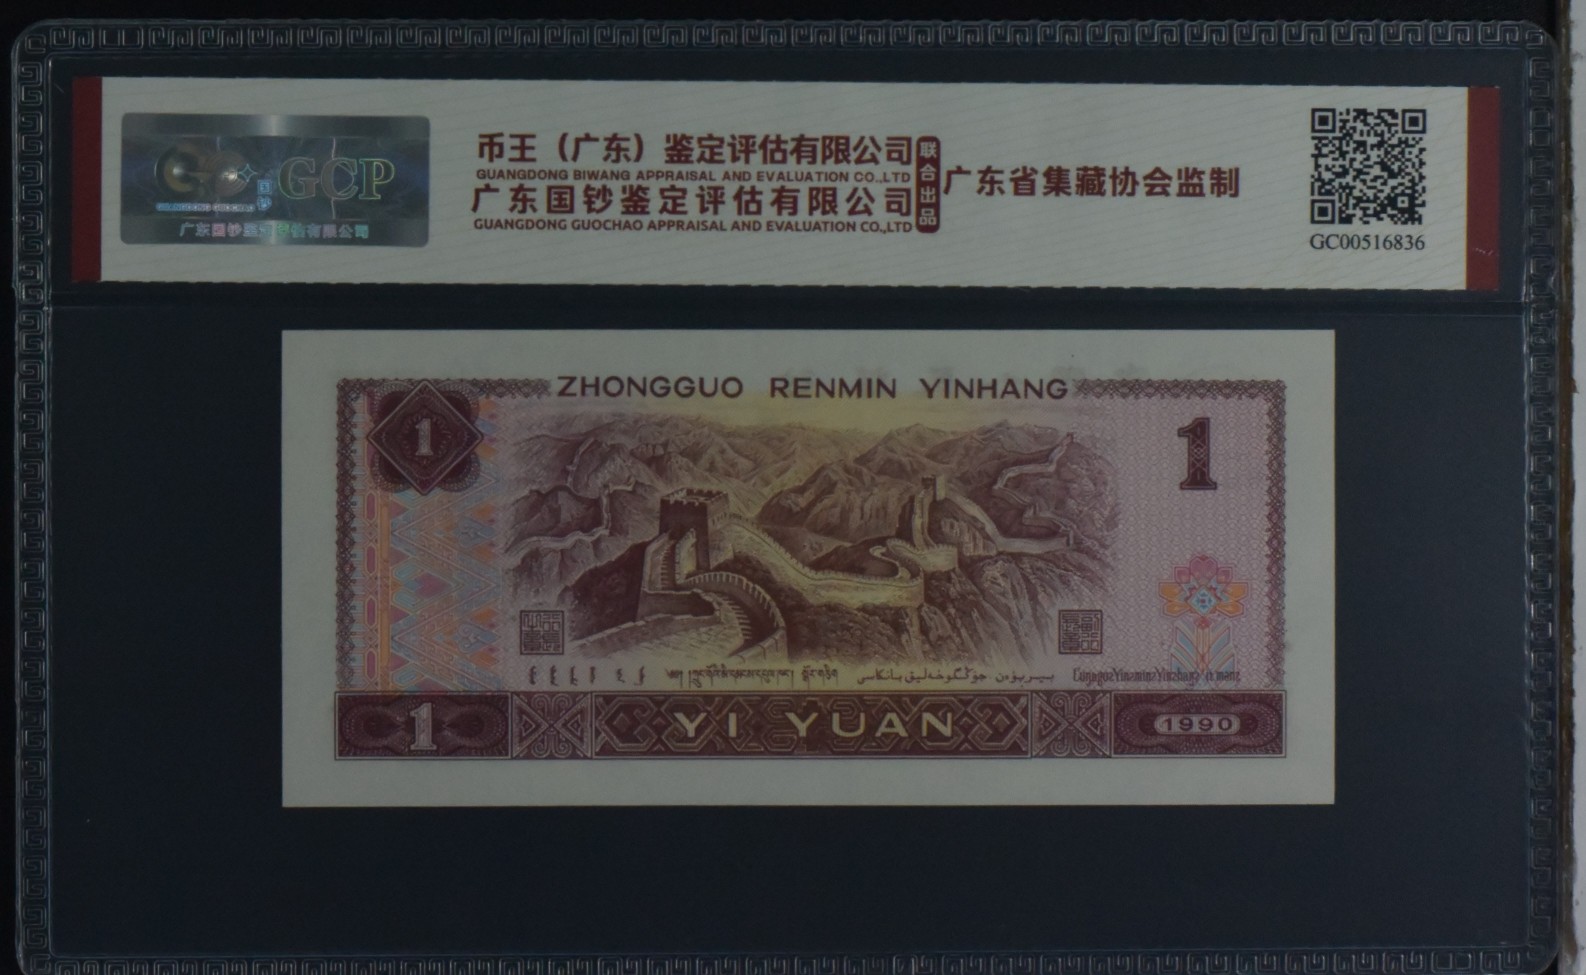 GCP
广东国钞鉴定评估有限公司
币王（广东）鉴定评估有限公司
GUANGDONG BIWANG APPRAISAL AND EVALUATION CO.,LTD
广东国钞鉴定评估有限公司
GUANGDONG GUOCHAO APPRAISAL AND EVALUATION CO.,LTD
联合出品
广东省集藏协会监制
GC00516836
ZHONGGUO RENMIN YINHANG
1
1
1
YI YUAN
1990